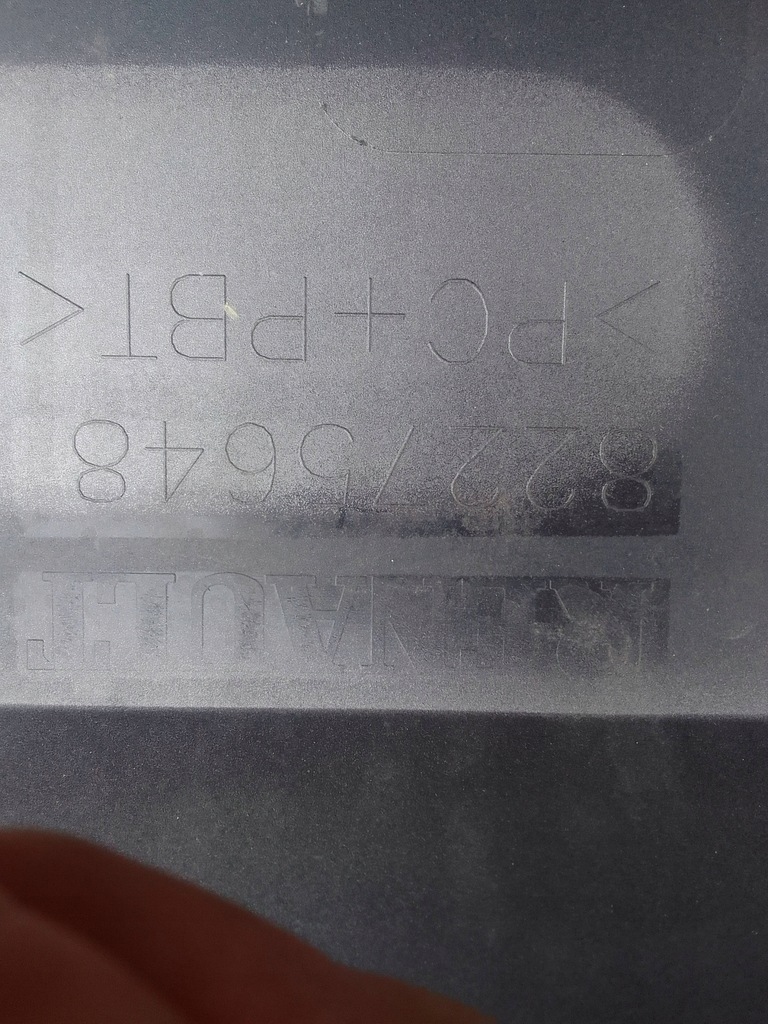 RENAULT
82275648
>PC+PBT<